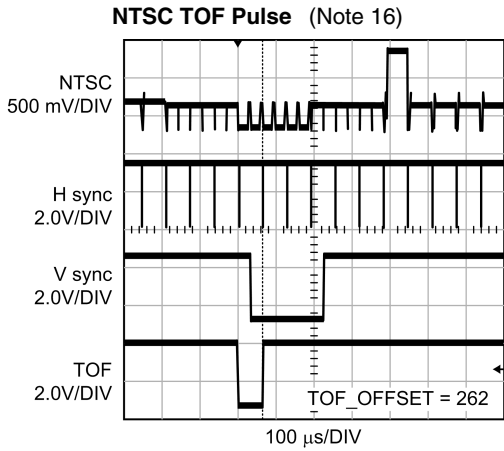 NTSC TOF Pulse (Note 16)
NTSC
500 mV/DIV
H sync
2.0V/DIV
V sync
2.0V/DIV
TOF
2.0V/DIV
TOF_OFFSET = 262
100 μs/DIV